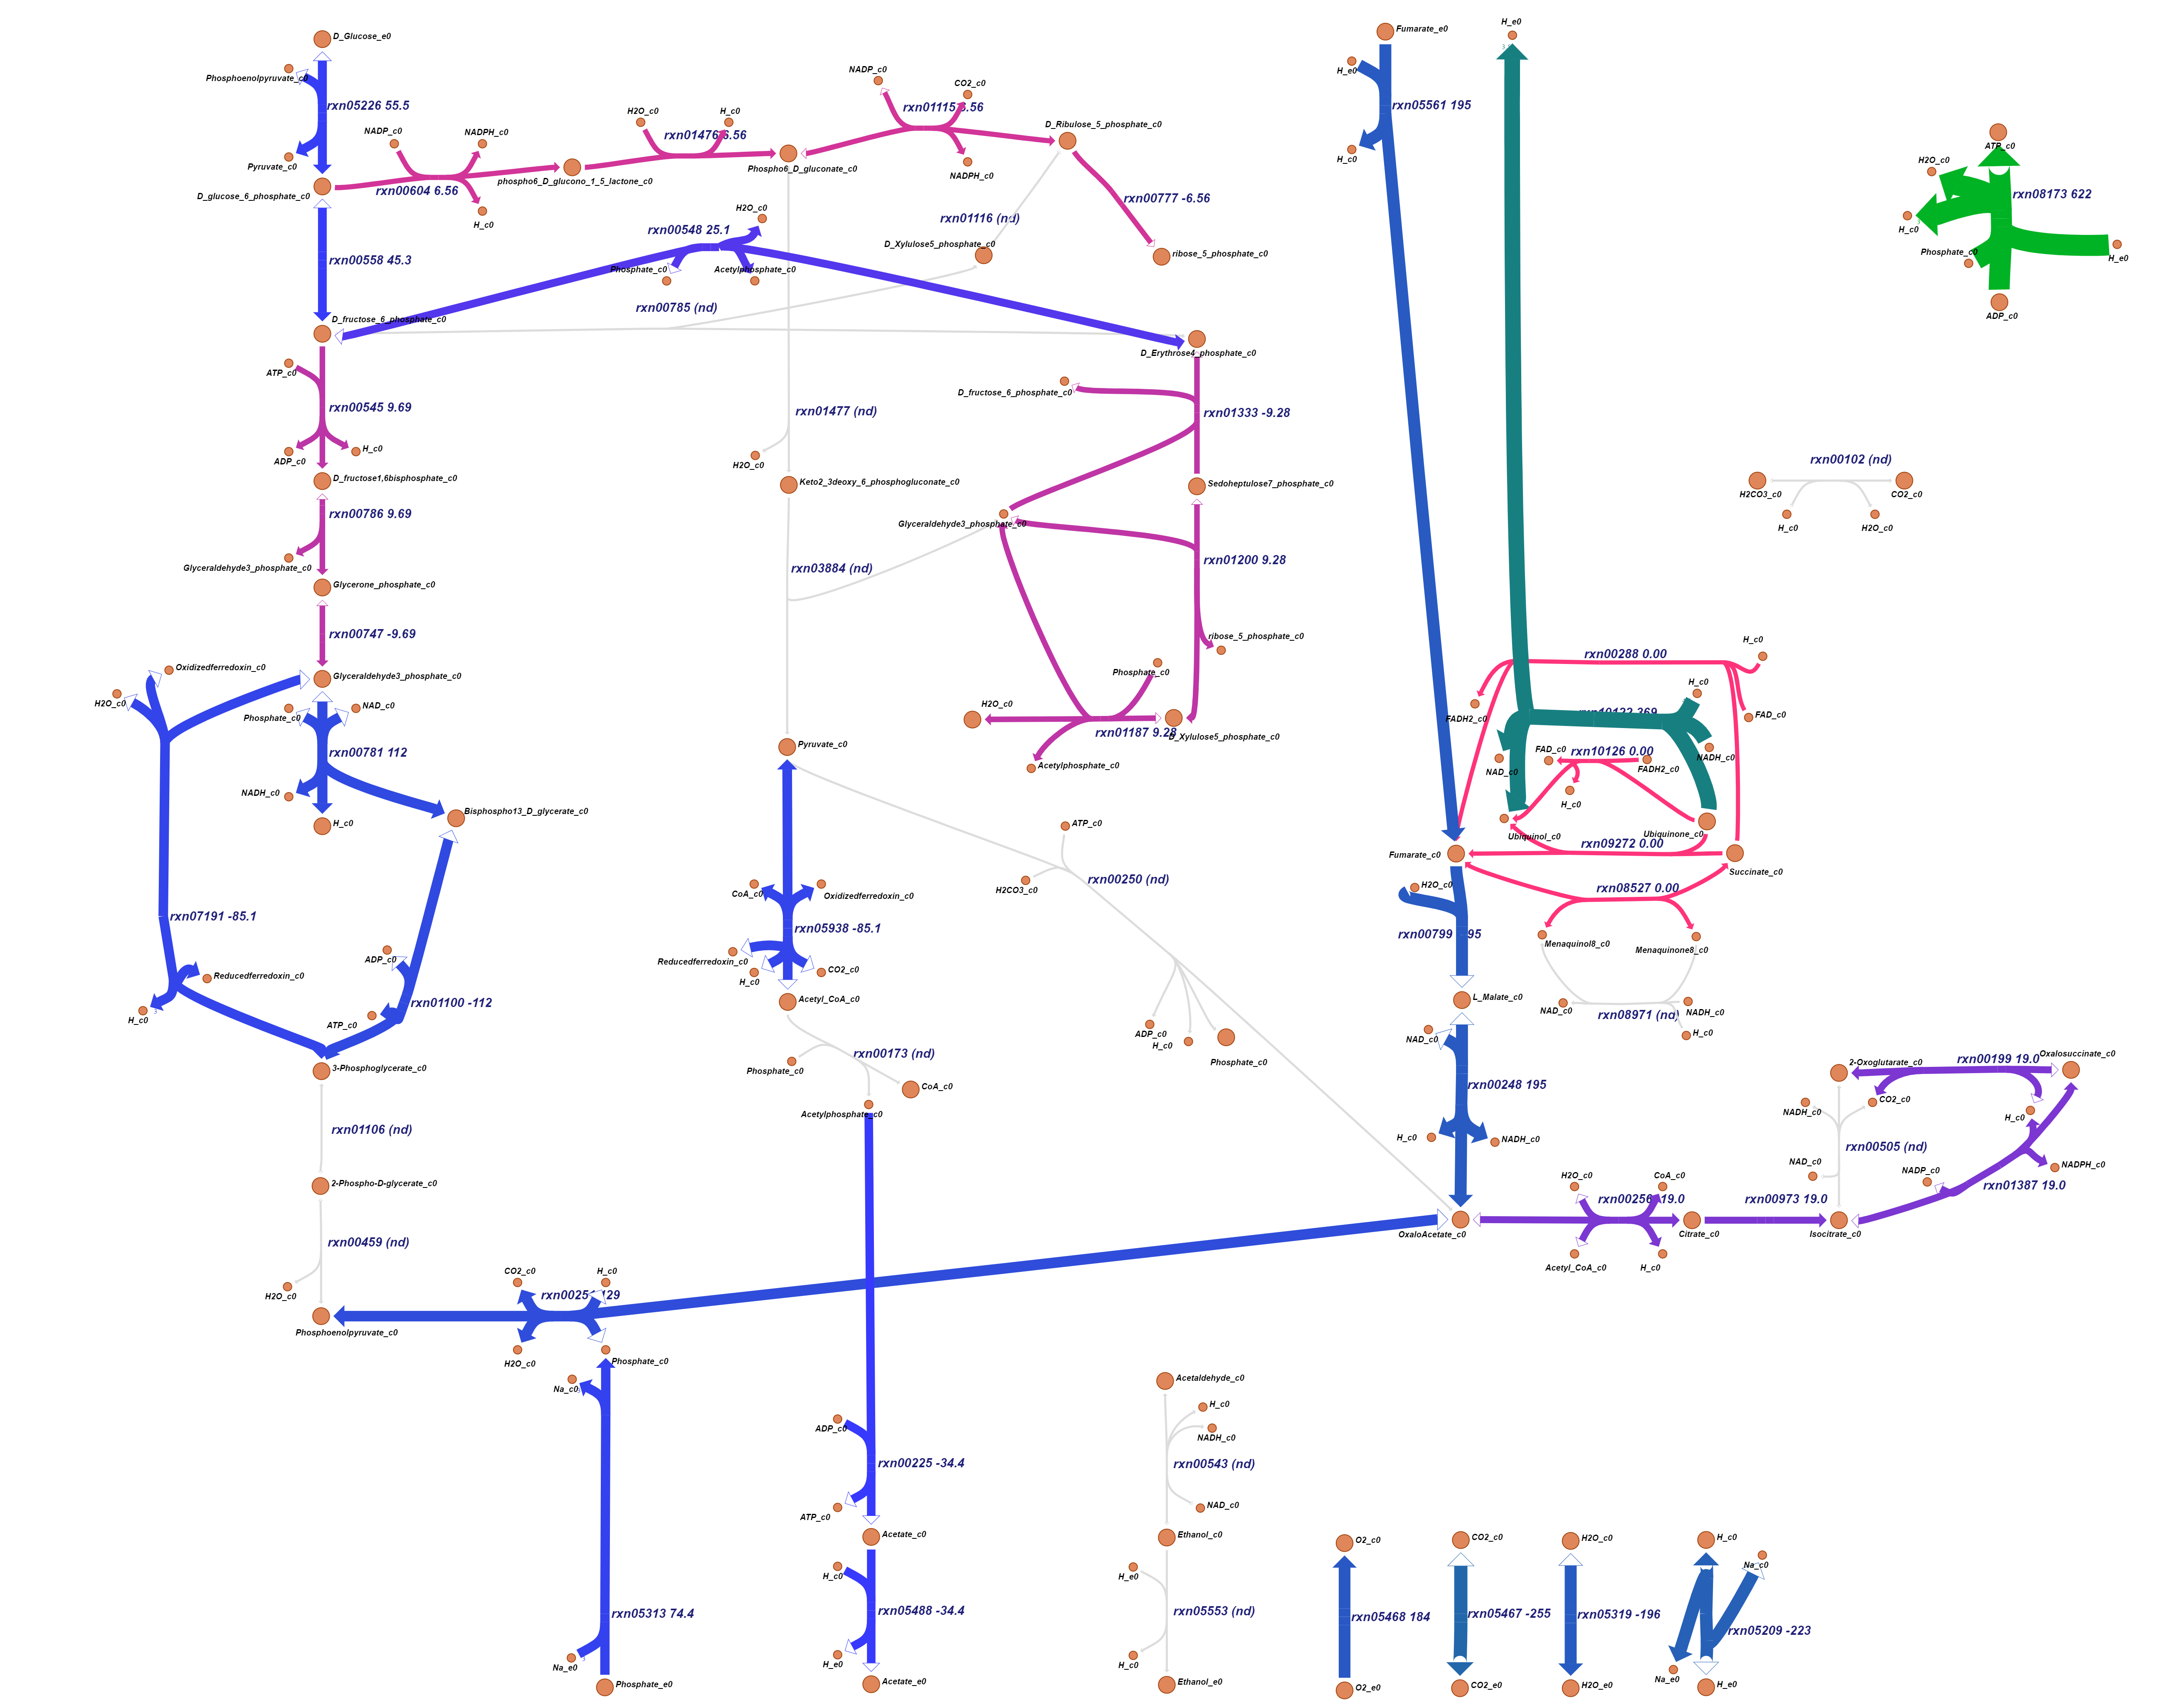 D_Glucose_e0
Phosphoenolpyruvate_c0
rxn05226 55.5
Pyruvate_c0
D_glucose_6_phosphate_c0
NADP_c0
NADPH_c0
rxn00604 6.56
H_c0
phospho6_D_glucono_1_5_lactone_c0
H2O_c0
H_c0
rxn01476 6.56
Phospho6_D_gluconate_c0
NADP_c0
CO2_c0
rxn01115 6.56
NADPH_c0
D_Ribulose_5_phosphate_c0
rxn00777 -6.56
ribose_5_phosphate_c0
rxn01116 (nd)
D_Xylulose5_phosphate_c0
rxn00558 45.3
rxn00548 25.1
H2O_c0
Phosphate_c0
Acetylphosphate_c0
rxn00785 (nd)
D_fructose_6_phosphate_c0
D_Erythrose4_phosphate_c0
ATP_c0
rxn00545 9.69
ADP_c0
H_c0
D_fructose1,6bisphosphate_c0
rxn00786 9.69
Glyceraldehyde3_phosphate_c0
Glycerone_phosphate_c0
rxn00747 -9.69
Glyceraldehyde3_phosphate_c0
Oxidizedferredoxin_c0
H2O_c0
Phosphate_c0
NAD_c0
rxn00781 112
NADH_c0
H_c0
Bisphospho13_D_glycerate_c0
rxn07191 -85.1
Reducedferredoxin_c0
H_c0
ADP_c0
rxn01100 -112
ATP_c0
3-Phosphoglycerate_c0
rxn01106 (nd)
2-Phospho-D-glycerate_c0
rxn00459 (nd)
H2O_c0
Phosphoenolpyruvate_c0
CO2_c0
H_c0
H2O_c0
Phosphate_c0
Na_c0
rxn05313 74.4
Na_e0
Phosphate_e0
rxn01477 (nd)
H2O_c0
Keto2_3deoxy_6_phosphogluconate_c0
rxn03884 (nd)
D_fructose_6_phosphate_c0
rxn01333 -9.28
Sedoheptulose7_phosphate_c0
Glyceraldehyde3_phosphate_c0
rxn01200 9.28
ribose_5_phosphate_c0
Phosphate_c0
H2O_c0
rxn01187 9.28
D_Xylulose5_phosphate_c0
Acetylphosphate_c0
Pyruvate_c0
CoA_c0
Oxidizedferredoxin_c0
rxn05938 -85.1
Reducedferredoxin_c0
H_c0
CO2_c0
Acetyl_CoA_c0
ATP_c0
H2CO3_c0
rxn00250 (nd)
ADP_c0
H_c0
Phosphate_c0
rxn00173 (nd)
Phosphate_c0
CoA_c0
Acetylphosphate_c0
ADP_c0
rxn00225 -34.4
ATP_c0
Acetate_c0
H_c0
rxn05488 -34.4
H_e0
Acetate_e0
Acetaldehyde_c0
H_c0
NADH_c0
rxn00543 (nd)
NAD_c0
Ethanol_c0
H_e0
rxn05553 (nd)
H_c0
Ethanol_e0
Fumarate_e0
H_e0
rxn05561 195
H_c0
H_e0
ATP_c0
H2O_c0
rxn08173 622
H_c0
Phosphate_c0
H_e0
ADP_c0
rxn00102 (nd)
H2CO3_c0
CO2_c0
H_c0
H2O_c0
rxn00288 0.00
H_c0
FADH2_c0
FAD_c0
H_c0
rxn10122 369
NAD_c0
NADH_c0
FAD_c0
rxn10126 0.00
FADH2_c0
H_c0
Ubiquinol_c0
Ubiquinone_c0
rxn09272 0.00
Fumarate_c0
Succinate_c0
rxn08527 0.00
Menaquinol8_c0
Menaquinone8_c0
NAD_c0
NADH_c0
rxn08971 (nd)
H_c0
H2O_c0
rxn00799 195
L_Malate_c0
NAD_c0
rxn00248 195
H_c0
NADH_c0
OxaloAcetate_c0
H2O_c0
CoA_c0
rxn00256 -19.0
Acetyl_CoA_c0
H_c0
Citrate_c0
rxn00973 19.0
Isocitrate_c0
2-Oxoglutarate_c0
rxn00199 19.0
Oxalosuccinate_c0
NADH_c0
CO2_c0
H_c0
rxn00505 (nd)
NAD_c0
NADP_c0
NADPH_c0
rxn01387 19.0
O2_c0
rxn05468 184
O2_e0
CO2_c0
rxn05467 -255
CO2_e0
H2O_c0
rxn05319 -196
H2O_e0
H_c0
Na_c0
rxn05209 -223
Na_e0
H_e0